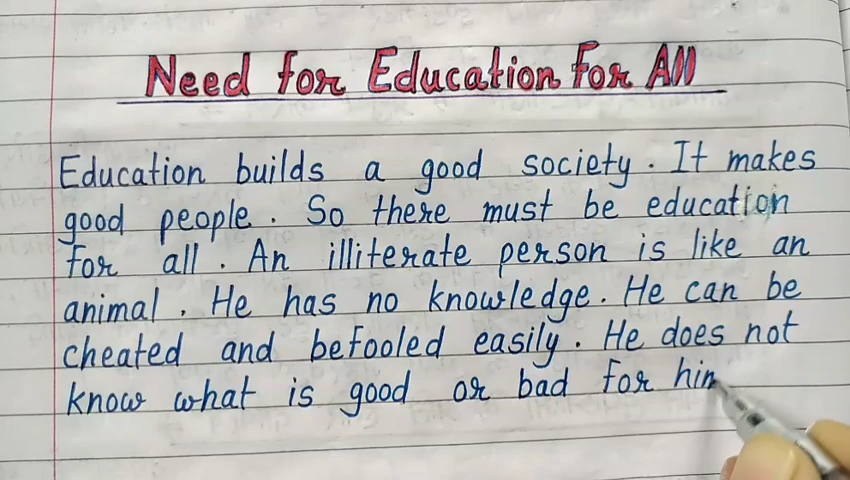 Need for Education For All
Education builds a good society. It makes
good people. So there must be education
for all. An illiterate person is like an
animal. He has no knowledge. He can be
cheated and befooled easily. He does not
know what is good or bad for him